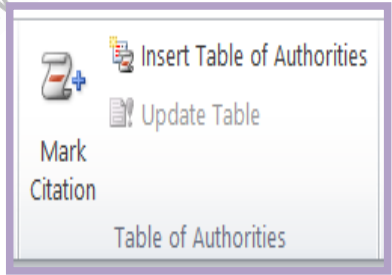 Insert Table of Authorities
Update Table
Mark
Citation
Table of Authorities